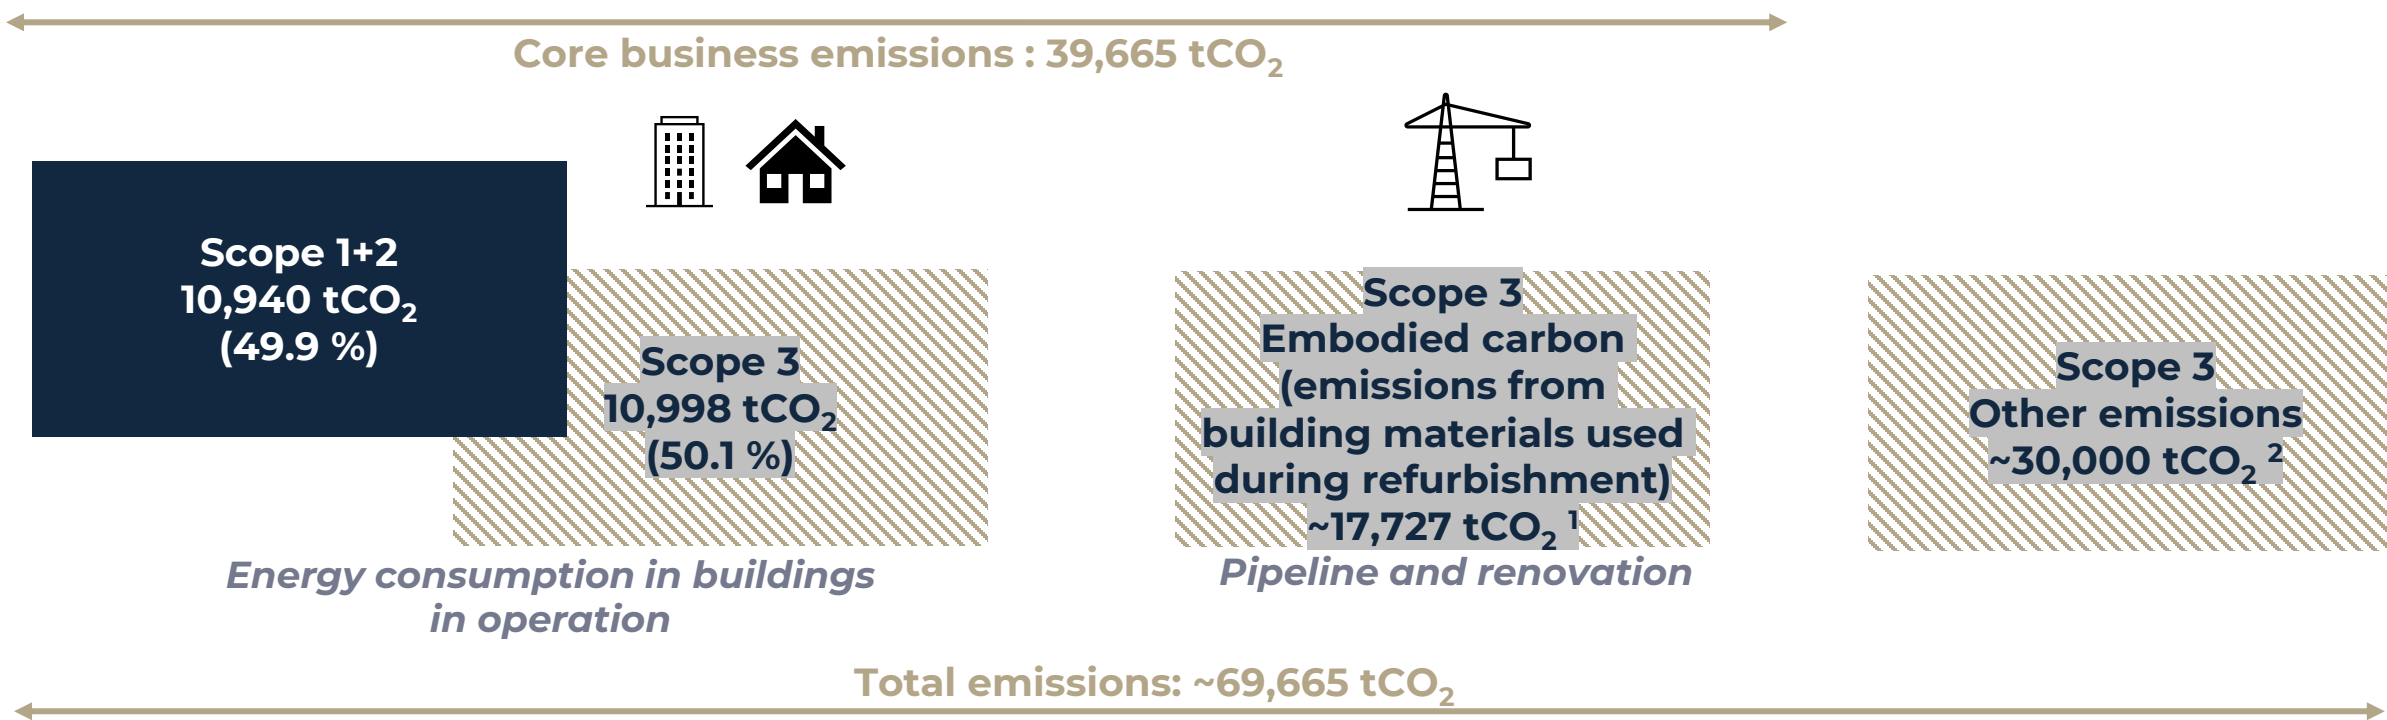 Core business emissions : 39,665 tCO₂
Scope 1+2
10,940 tCO₂
(49.9 %)
Scope 3
10,998 tCO₂
(50.1 %)
Energy consumption in buildings
in operation
Scope 3
Embodied carbon
(emissions from
building materials used
during refurbishment)
~17,727 tCO₂ ¹
Pipeline and renovation
Scope 3
Other emissions
~30,000 tCO₂ ²
Total emissions: ~69,665 tCO₂